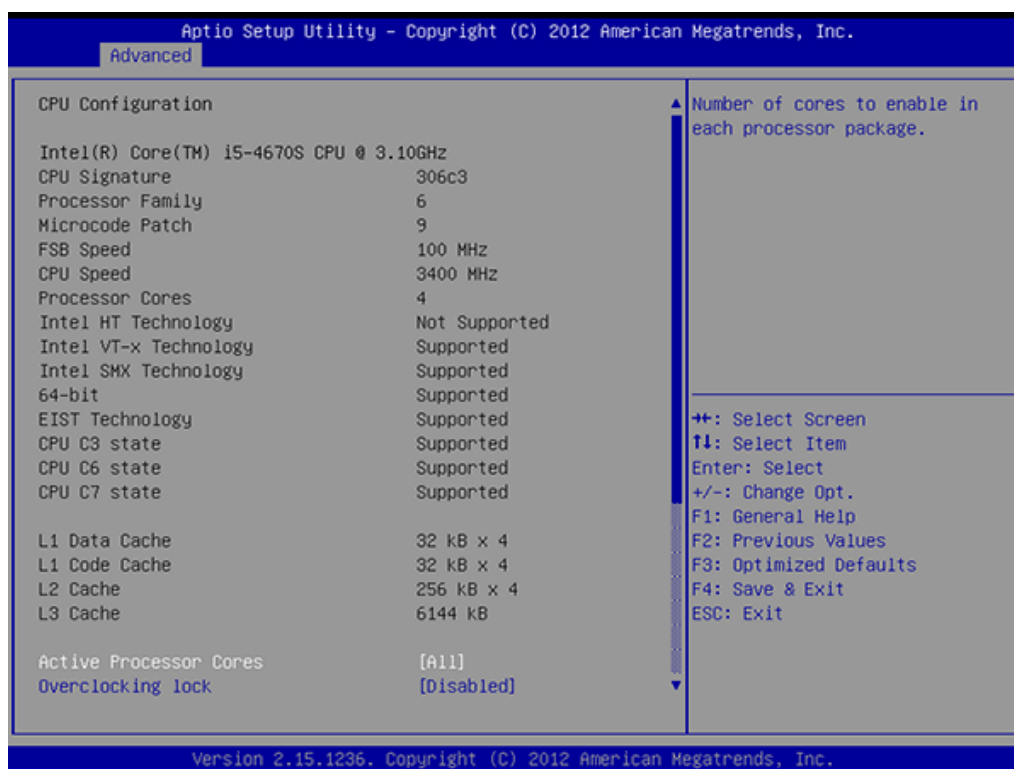 Aptio Setup Utility – Copyright (C) 2012 American Megatrends, Inc.
Advanced
CPU Configuration
Intel(R) Core(TM) i5-4670S CPU @ 3.10GHz
CPU Signature 306c3
Processor Family 6
Microcode Patch 9
FSB Speed 100 MHz
CPU Speed 3400 MHz
Processor Cores 4
Intel HT Technology Not Supported
Intel VT-x Technology Supported
Intel SMX Technology Supported
64-bit Supported
EIST Technology Supported
CPU C3 state Supported
CPU C6 state Supported
CPU C7 state Supported
L1 Data Cache 32 kB x 4
L1 Code Cache 32 kB x 4
L2 Cache 256 kB x 4
L3 Cache 6144 kB
Active Processor Cores [All]
Overclocking lock [Disabled]
Number of cores to enable in
each processor package.
→←: Select Screen
↑↓: Select Item
Enter: Select
+/-: Change Opt.
F1: General Help
F2: Previous Values
F3: Optimized Defaults
F4: Save & Exit
ESC: Exit
Version 2.15.1236. Copyright (C) 2012 American Megatrends, Inc.